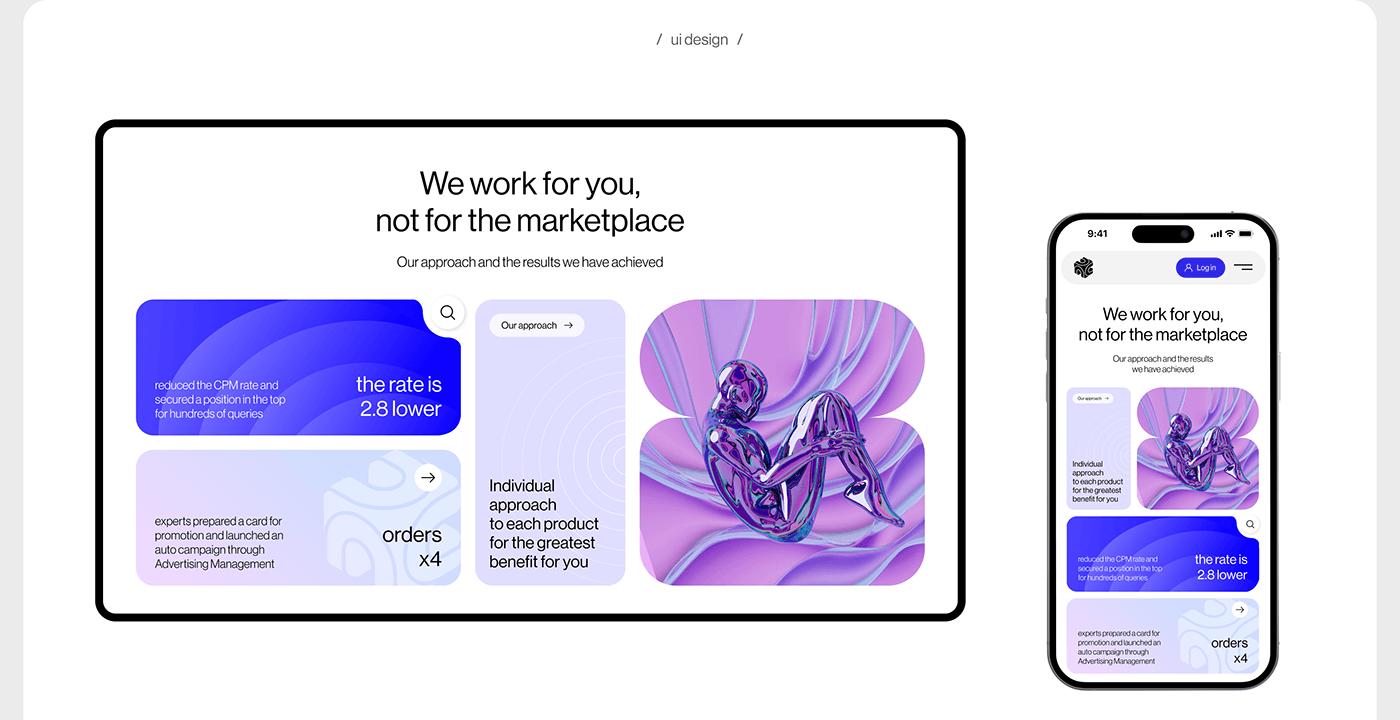 / ui design /
We work for you,
not for the marketplace
Our approach and the results we have achieved
reduced the CPM rate and
secured a position in the top
for hundreds of queries
the rate is
2.8 lower
experts prepared a card for
promotion and launched an
auto campaign through
Advertising Management
orders
x4
Our approach →
Individual
approach
to each product
for the greatest
benefit for you
9:41
Log in
We work for you,
not for the marketplace
Our approach and the results
we have achieved
Our approach →
Individual
approach
to each product
for the greatest
benefit for you
reduced the CPM rate and
secured a position in the top
for hundreds of queries
the rate is
2.8 lower
experts prepared a card for
promotion and launched an
auto campaign through
Advertising Management
orders
x4